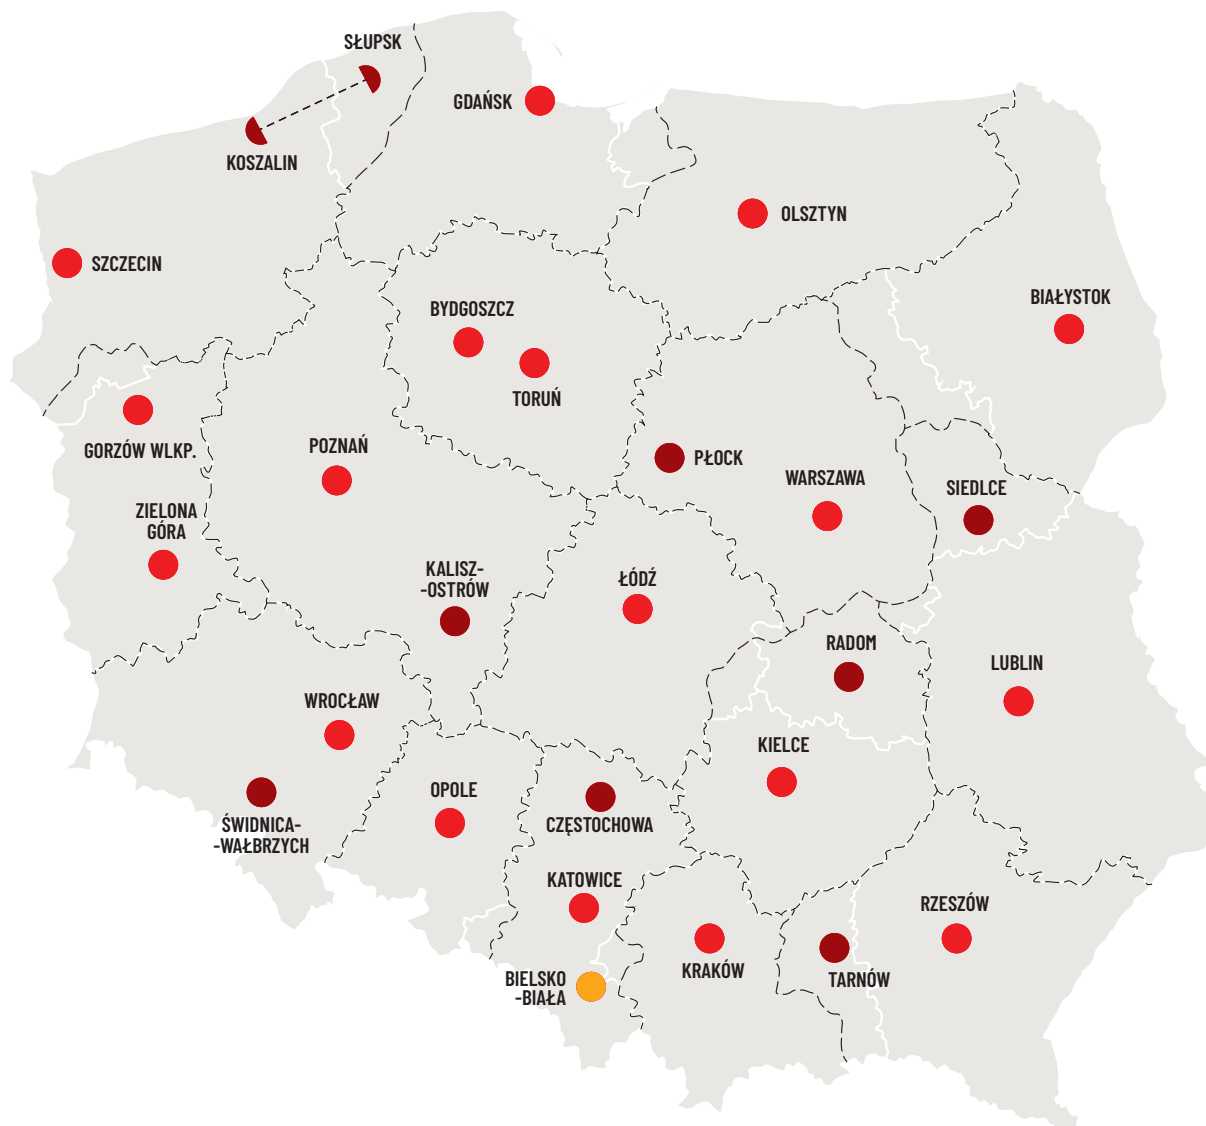 SŁUPSK
GDAŃSK
KOSZALIN
OLSZTYN
SZCZECIN
BIAŁYSTOK
BYDGOSZCZ
TORUŃ
GORZÓW WLKP.
POZNAŃ
PŁOCK
WARSZAWA
SIEDLCE
ZIELONA
GÓRA
KALISZ-
-OSTRÓW
ŁÓDŹ
RADOM
LUBLIN
WROCŁAW
KIELCE
OPOLE
ŚWIDNICA-
-WAŁBRZYCH
CZĘSTOCHOWA
KATOWICE
RZESZÓW
KRAKÓW
TARNÓW
BIELSKO
-BIAŁA